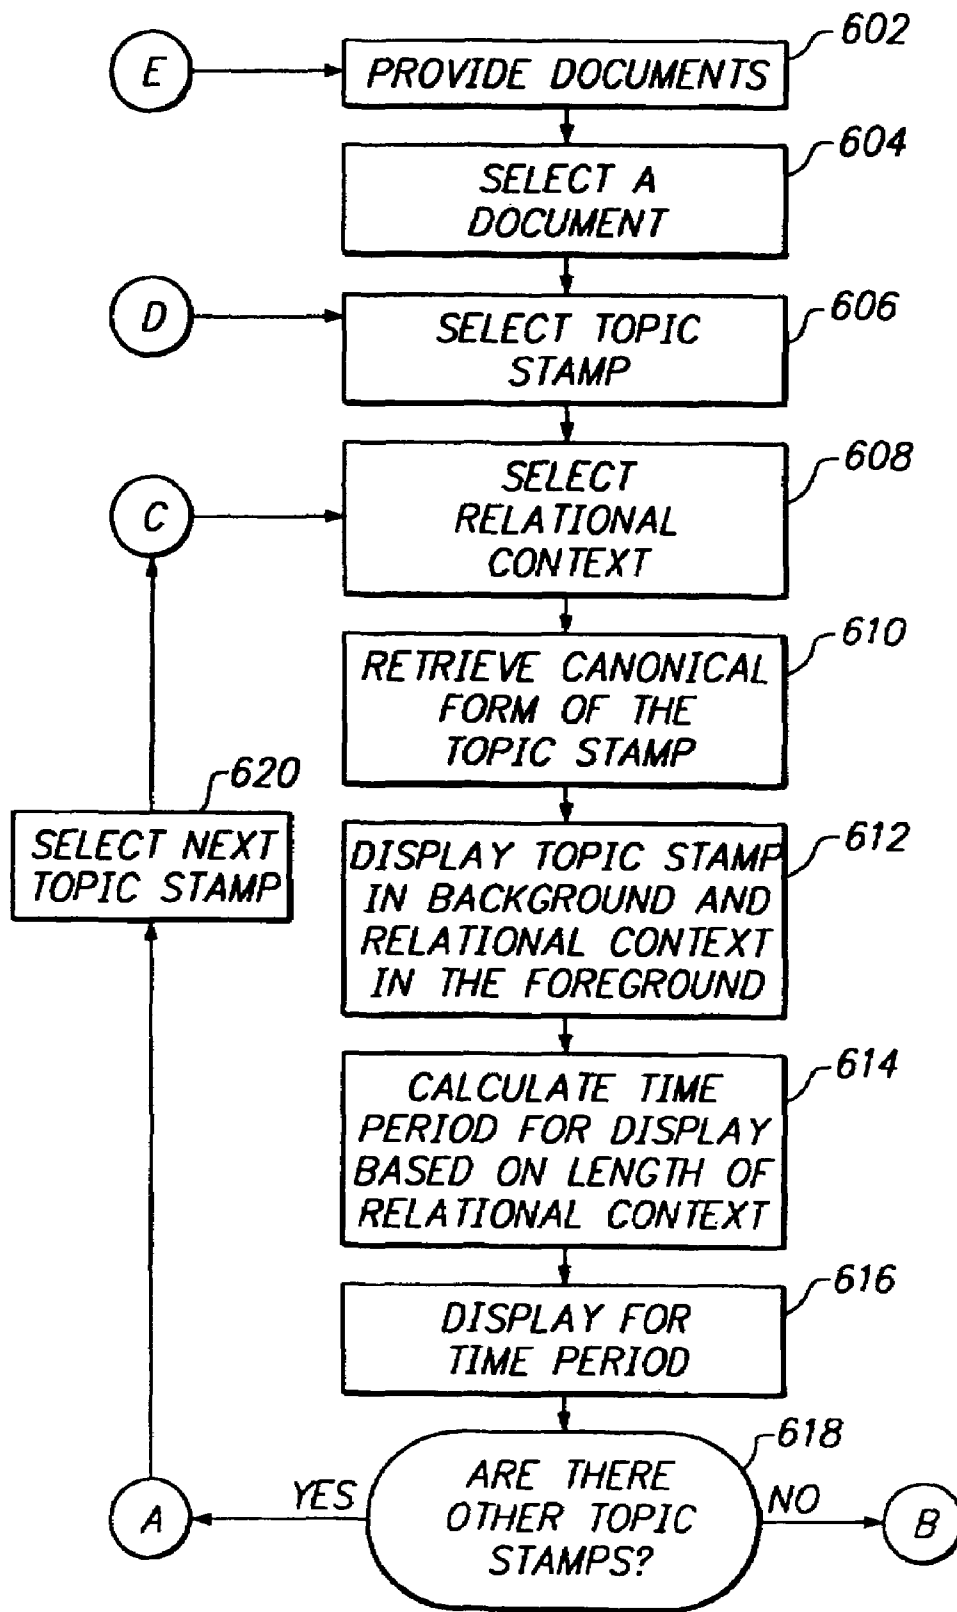 E
PROVIDE DOCUMENTS
602
SELECT A
DOCUMENT
604
D
SELECT TOPIC
STAMP
606
C
SELECT
RELATIONAL
CONTEXT
608
RETRIEVE CANONICAL
FORM OF THE
TOPIC STAMP
610
620
SELECT NEXT
TOPIC STAMP
DISPLAY TOPIC STAMP
IN BACKGROUND AND
RELATIONAL CONTEXT
IN THE FOREGROUND
612
CALCULATE TIME
PERIOD FOR DISPLAY
BASED ON LENGTH OF
RELATIONAL CONTEXT
614
DISPLAY FOR
TIME PERIOD
616
A
YES
ARE THERE
OTHER TOPIC
STAMPS?
618
NO
B